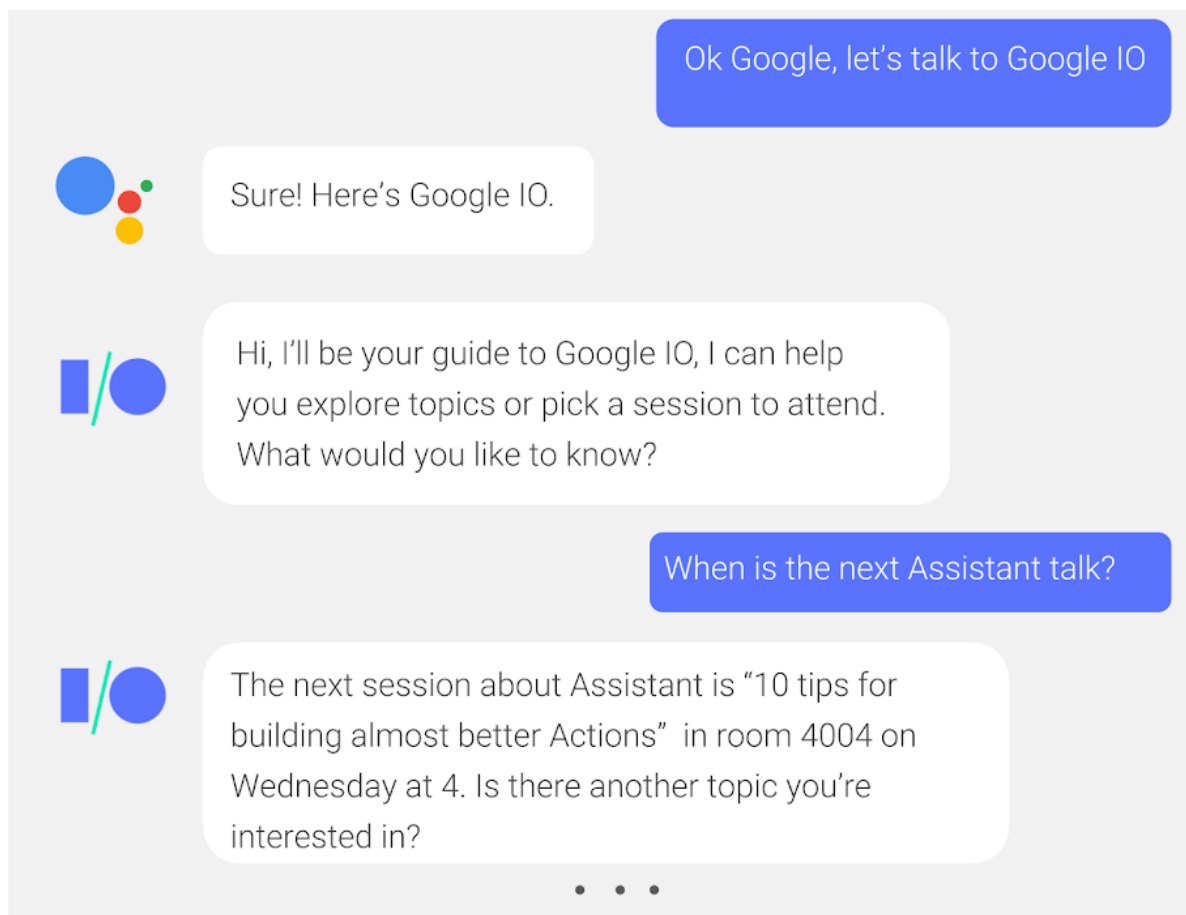 Ok Google, let's talk to Google IO
Sure! Here's Google IO.
I/O
Hi, I'll be your guide to Google IO, I can help
you explore topics or pick a session to attend.
What would you like to know?
When is the next Assistant talk?
I/O
The next session about Assistant is “10 tips for
building almost better Actions”  in room 4004 on
Wednesday at 4. Is there another topic you're
interested in?